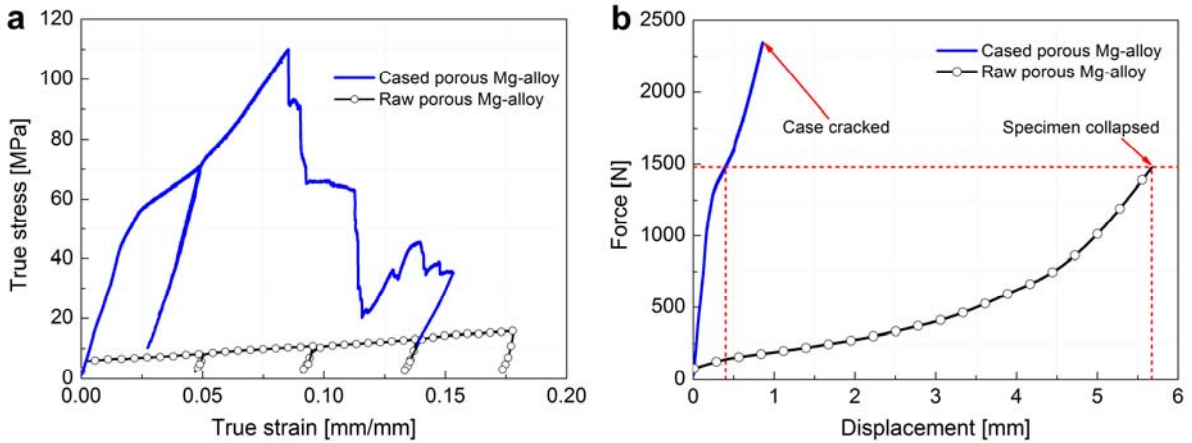 a
120
100
80
60
40
20
0
0.00
0.05
0.10
0.15
0.20
True stress [MPa]
True strain [mm/mm]
Cased porous Mg-alloy
Raw porous Mg-alloy
b
2500
2000
1500
1000
500
0
0
1
2
3
4
5
6
Force [N]
Displacement [mm]
Cased porous Mg-alloy
Raw porous Mg-alloy
Case cracked
Specimen collapsed